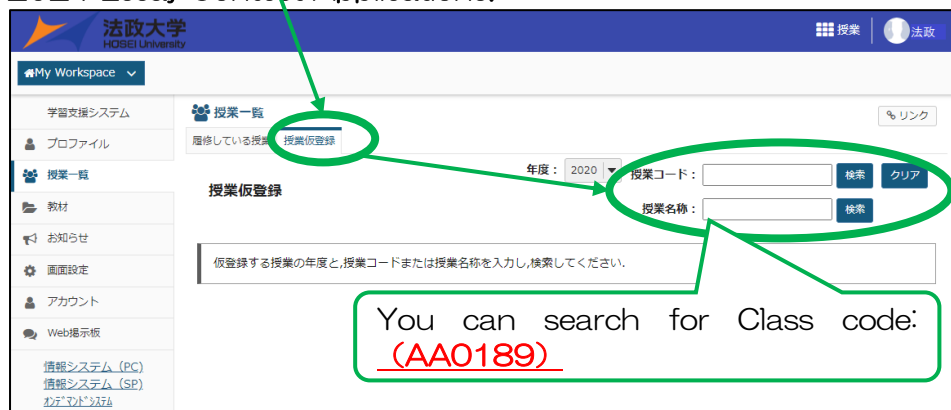 法政大学
HOSEI University
授業
法政
My Workspace
学習支援システム
授業一覧
リンク
プロファイル
履修している授業
授業仮登録
授業一覧
年度： 2020
授業コード：
検索
クリア
授業仮登録
教材
授業名称：
検索
お知らせ
仮登録する授業の年度と,授業コードまたは授業名称を入力し,検索してください.
画面設定
アカウント
You can search for Class code:
（AA0189）
Web掲示板
情報システム（PC）
情報システム（SP）
ｵﾝﾃﾞﾏﾝﾄﾞｼｽﾃﾑ